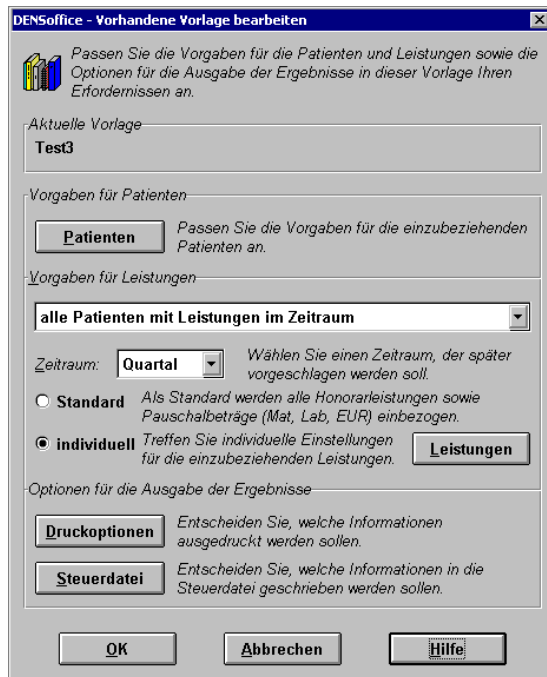 DENSoffice - Vorhandene Vorlage bearbeiten
Passen Sie die Vorgaben für die Patienten und Leistungen sowie die
Optionen für die Ausgabe der Ergebnisse in dieser Vorlage Ihren
Erfordernissen an.
Aktuelle Vorlage
Test3
Vorgaben für Patienten
Patienten
Passen Sie die Vorgaben für die einzubeziehenden
Patienten an.
Vorgaben für Leistungen
alle Patienten mit Leistungen im Zeitraum
Zeitraum:
Quartal
Wählen Sie einen Zeitraum, der später
vorgeschlagen werden soll.
Standard
Als Standard werden alle Honorarleistungen sowie
Pauschalbeträge (Mat, Lab, EUR) einbezogen.
individuell
Treffen Sie individuelle Einstellungen
für die einzubeziehenden Leistungen.
Leistungen
Optionen für die Ausgabe der Ergebnisse
Druckoptionen
Entscheiden Sie, welche Informationen
ausgedruckt werden sollen.
Steuerdatei
Entscheiden Sie, welche Informationen in die
Steuerdatei geschrieben werden sollen.
OK
Abbrechen
Hilfe